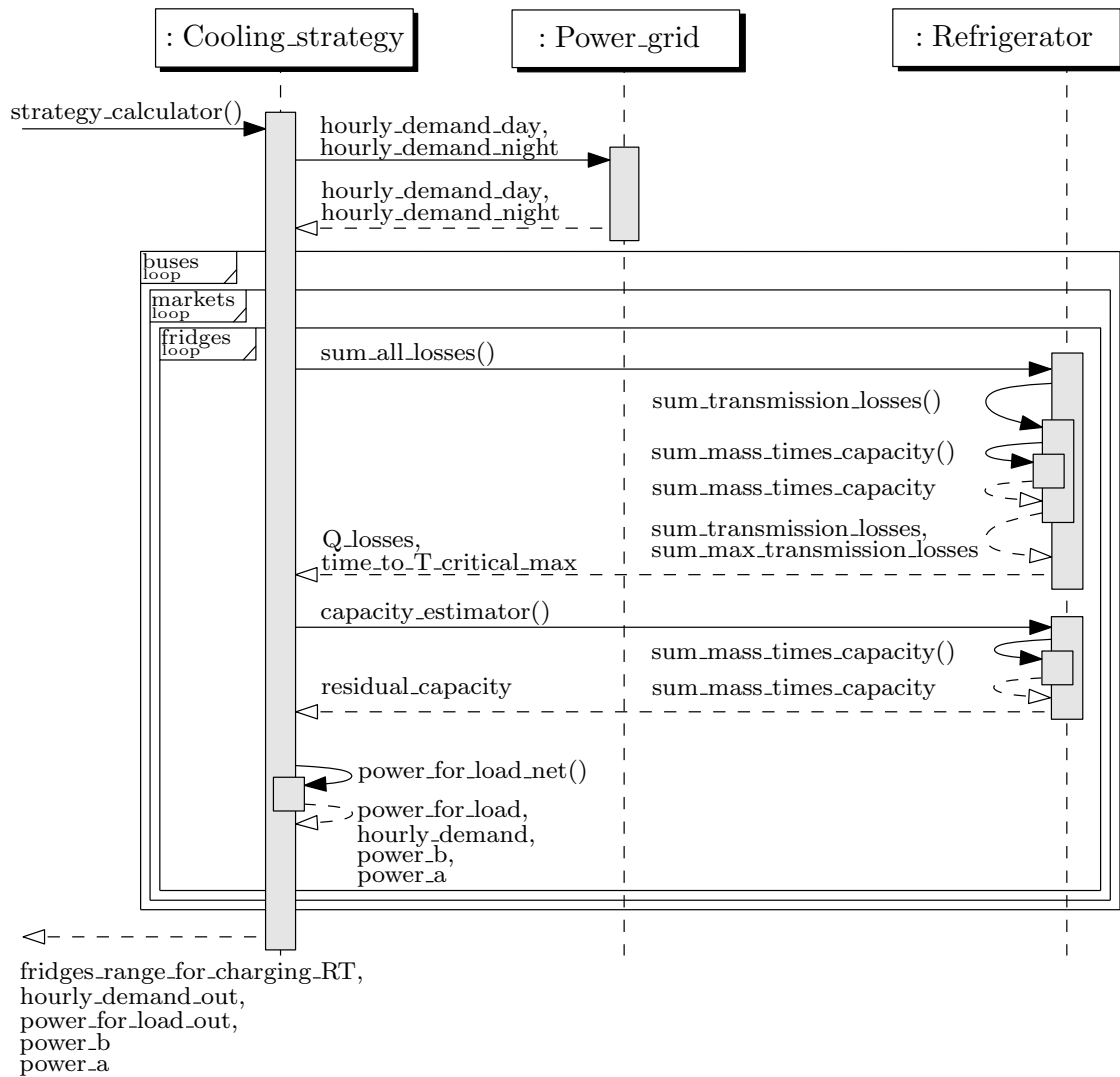 : Cooling_strategy
: Power_grid
: Refrigerator
strategy_calculator()
hourly_demand_day,
hourly_demand_night
hourly_demand_day,
hourly_demand_night
buses
loop
markets
loop
fridges
loop
sum_all_losses()
sum_transmission_losses()
sum_mass_times_capacity()
sum_mass_times_capacity
sum_transmission_losses,
sum_max_transmission_losses
Q_losses,
time_to_T_critical_max
capacity_estimator()
sum_mass_times_capacity()
residual_capacity
sum_mass_times_capacity
power_for_load_net()
power_for_load,
hourly_demand,
power_b,
power_a
fridges_range_for_charging_RT,
hourly_demand_out,
power_for_load_out,
power_b
power_a